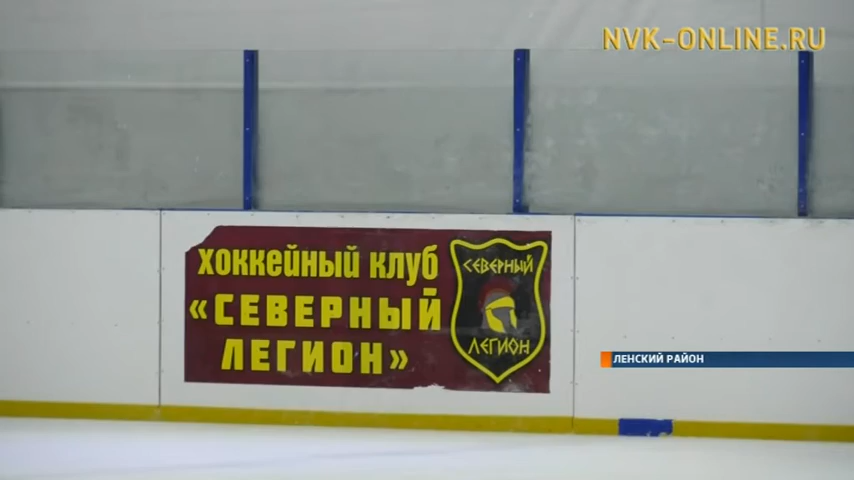 NVK-ONLINE.RU
ХОККЕЙНЫЙ КЛУБ
«СЕВЕРНЫЙ
ЛЕГИОН»
СЕВЕРНЫЙ
ЛЕГИОН
ЛЕНСКИЙ РАЙОН